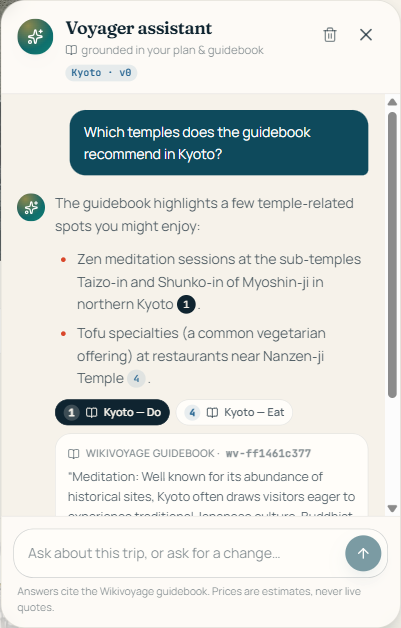 Voyager assistant
grounded in your plan & guidebook
Kyoto · v0
Which temples does the guidebook
recommend in Kyoto?
The guidebook highlights a few temple-related
spots you might enjoy:
• Zen meditation sessions at the sub-temples
Taizo-in and Shunko-in of Myoshin-ji in
northern Kyoto 1.
• Tofu specialties (a common vegetarian
offering) at restaurants near Nanzen-ji
Temple 4.
1 Kyoto — Do 4 Kyoto — Eat
WIKIVOYAGE GUIDEBOOK · wv-ff1461c377
“Meditation: Well known for its abundance of
historical sites, Kyoto often draws visitors eager to
experience traditional Japanese culture. Buddhist
Ask about this trip, or ask for a change…
Answers cite the Wikivoyage guidebook. Prices are estimates, never live
quotes.